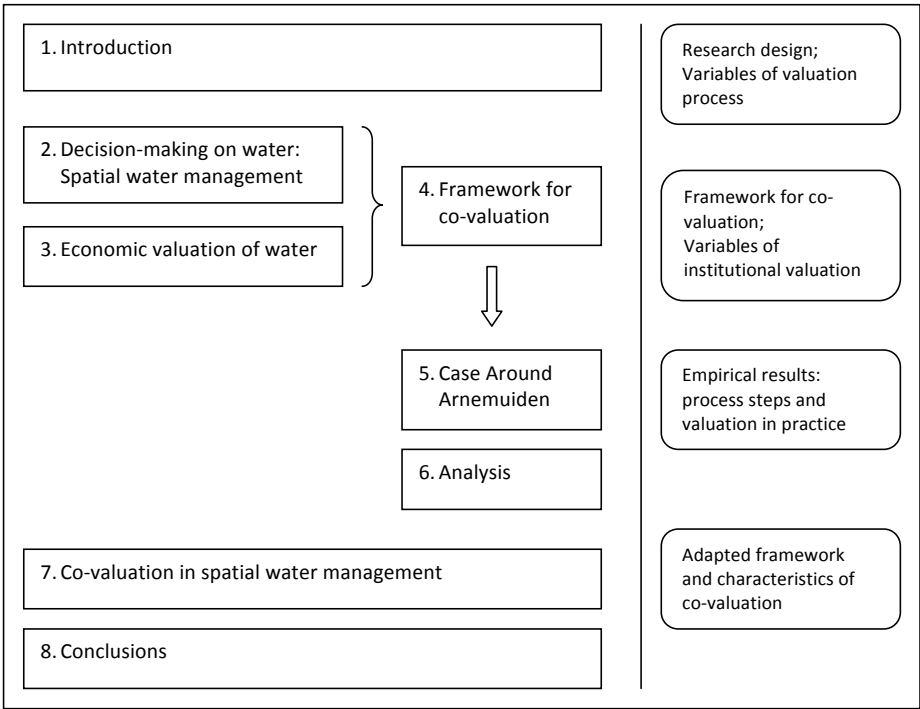 1. Introduction
Research design;
Variables of valuation
process
2. Decision-making on water:
Spatial water management
3. Economic valuation of water
4. Framework for
co-valuation
Framework for co-
valuation;
Variables of
institutional valuation
5. Case Around
Arnemuiden
6. Analysis
Empirical results:
process steps and
valuation in practice
7. Co-valuation in spatial water management
8. Conclusions
Adapted framework
and characteristics of
co-valuation